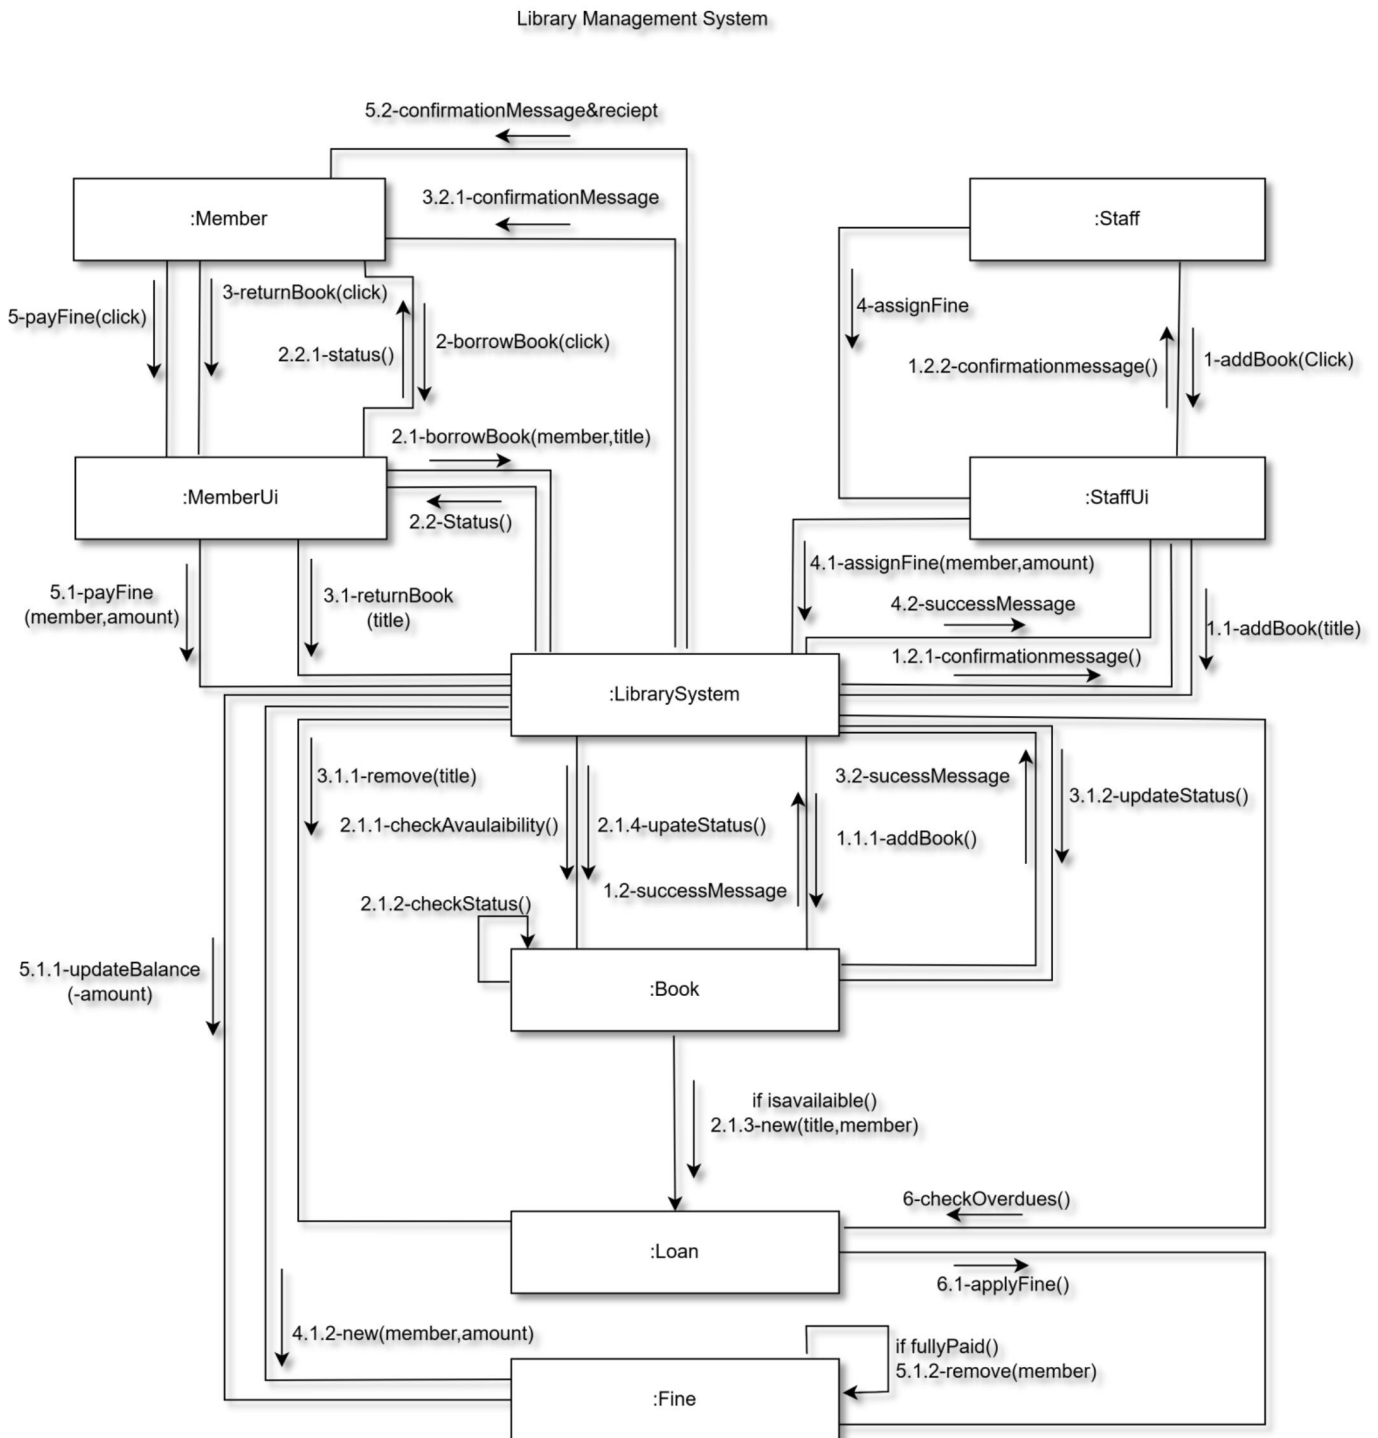 Library Management System
5.2-confirmationMessage&reciept
3.2.1-confirmationMessage
:Member
:Staff
3-returnBook(click)
5-payFine(click)
2.2.1-status()
2-borrowBook(click)
4-assignFine
1.2.2-confirmationmessage()
1-addBook(Click)
2.1-borrowBook(member,title)
:MemberUi
2.2-Status()
:StaffUi
5.1-payFine
(member,amount)
3.1-returnBook
(title)
4.1-assignFine(member,amount)
4.2-successMessage
1.1-addBook(title)
1.2.1-confirmationmessage()
:LibrarySystem
3.1.1-remove(title)
2.1.1-checkAvaulaibility()
2.1.4-upateStatus()
3.2-sucessMessage
3.1.2-updateStatus()
1.1.1-addBook()
1.2-successMessage
2.1.2-checkStatus()
5.1.1-updateBalance
(-amount)
:Book
if isavailaible()
2.1.3-new(title,member)
6-checkOverdues()
:Loan
6.1-applyFine()
4.1.2-new(member,amount)
if fullyPaid()
5.1.2-remove(member)
:Fine